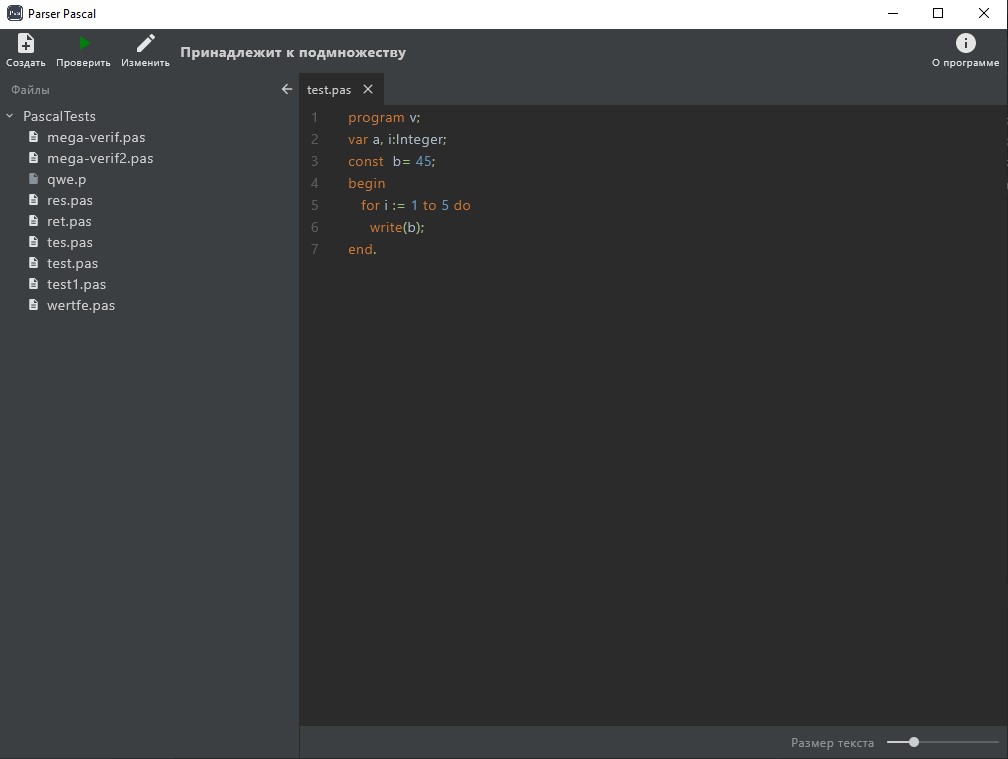 Parser Pascal
Создать Проверить Изменить Принадлежит к подмножеству О программе
Файлы
PascalTests
mega-verif.pas
mega-verif2.pas
qwe.p
res.pas
ret.pas
tes.pas
test.pas
test1.pas
wertfe.pas
test.pas
1 program v;
2 var a, i:Integer;
3 const  b= 45;
4 begin
5 for i := 1 to 5 do
6 write(b);
7 end.
Размер текста